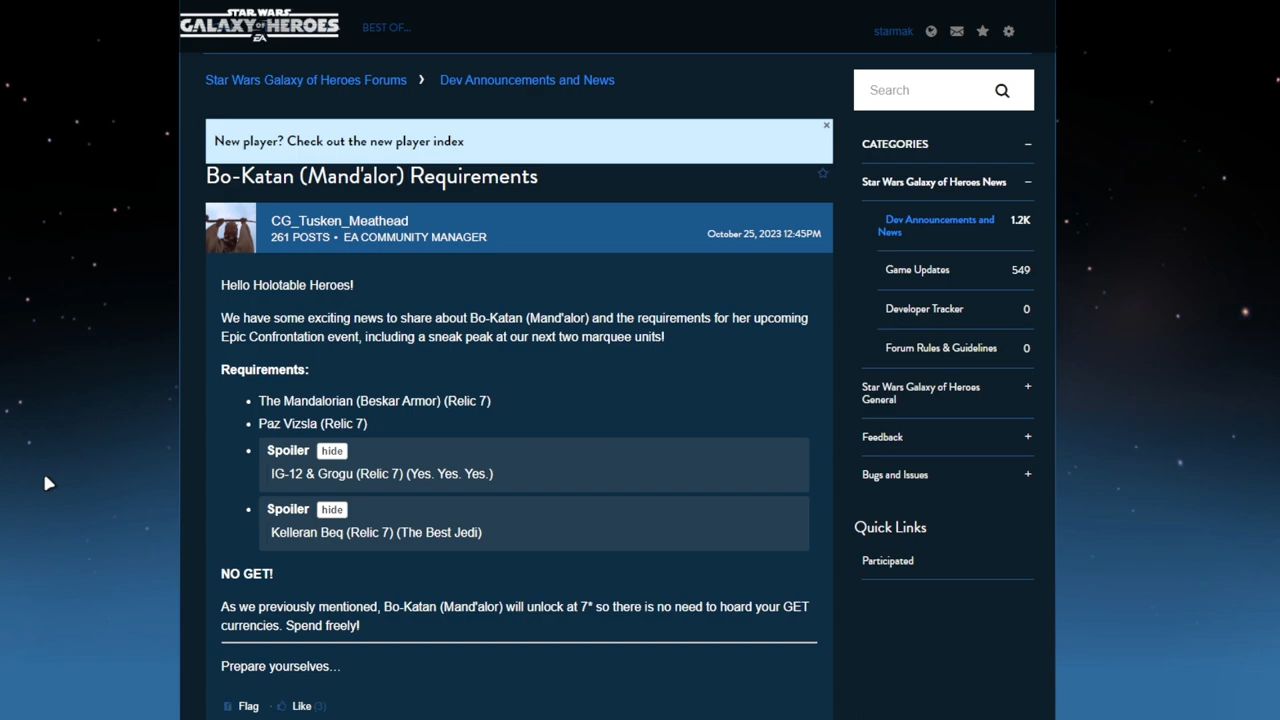 STAR WARS
GALAXY OF HEROES
EA
BEST OF...
starmak
Star Wars Galaxy of Heroes Forums › Dev Announcements and News
Search
New player? Check out the new player index
×
Bo-Katan (Mand'alor) Requirements
CG_Tusken_Meathead
261 POSTS • EA COMMUNITY MANAGER
October 25, 2023 12:45PM
Hello Holotable Heroes!
We have some exciting news to share about Bo-Katan (Mand'alor) and the requirements for her upcoming
Epic Confrontation event, including a sneak peak at our next two marquee units!
Requirements:
• The Mandalorian (Beskar Armor) (Relic 7)
• Paz Vizsla (Relic 7)
• Spoiler hide
IG-12 & Grogu (Relic 7) (Yes. Yes. Yes.)
• Spoiler hide
Kelleran Beq (Relic 7) (The Best Jedi)
NO GET!
As we previously mentioned, Bo-Katan (Mand'alor) will unlock at 7* so there is no need to hoard your GET
currencies. Spend freely!
Prepare yourselves...
Flag · Like (3)
CATEGORIES –
Star Wars Galaxy of Heroes News –
Dev Announcements and 1.2K
News
Game Updates 549
Developer Tracker 0
Forum Rules & Guidelines 0
Star Wars Galaxy of Heroes +
General
Feedback +
Bugs and Issues +
Quick Links
Participated